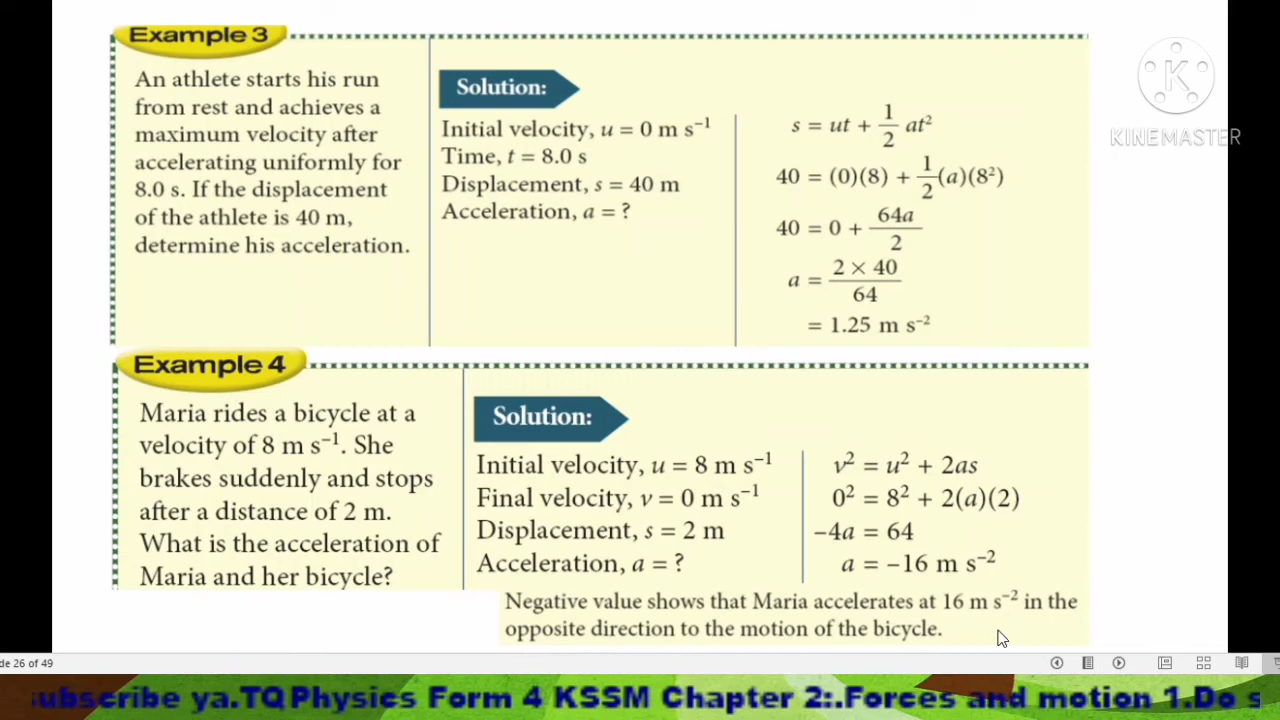 Example 3
An athlete starts his run
from rest and achieves a
maximum velocity after
accelerating uniformly for
8.0 s. If the displacement
of the athlete is 40 m,
determine his acceleration.
Solution:
Initial velocity, u = 0 m s⁻¹
Time, t = 8.0 s
Displacement, s = 40 m
Acceleration, a = ?
s = ut + 1/2 at²
40 = (0)(8) + 1/2 (a)(8²)
40 = 0 + 64a/2
a = 2 × 40/64
= 1.25 m s⁻²
KINEMASTER
Example 4
Maria rides a bicycle at a
velocity of 8 m s⁻¹. She
brakes suddenly and stops
after a distance of 2 m.
What is the acceleration of
Maria and her bicycle?
Solution:
Initial velocity, u = 8 m s⁻¹
Final velocity, v = 0 m s⁻¹
Displacement, s = 2 m
Acceleration, a = ?
v² = u² + 2as
0² = 8² + 2(a)(2)
−4a = 64
a = −16 m s⁻²
Negative value shows that Maria accelerates at 16 m s⁻² in the
opposite direction to the motion of the bicycle.
de 26 of 49
ubscribe ya.TQ Physics Form 4 KSSM Chapter 2:.Forces and motion 1.Do s